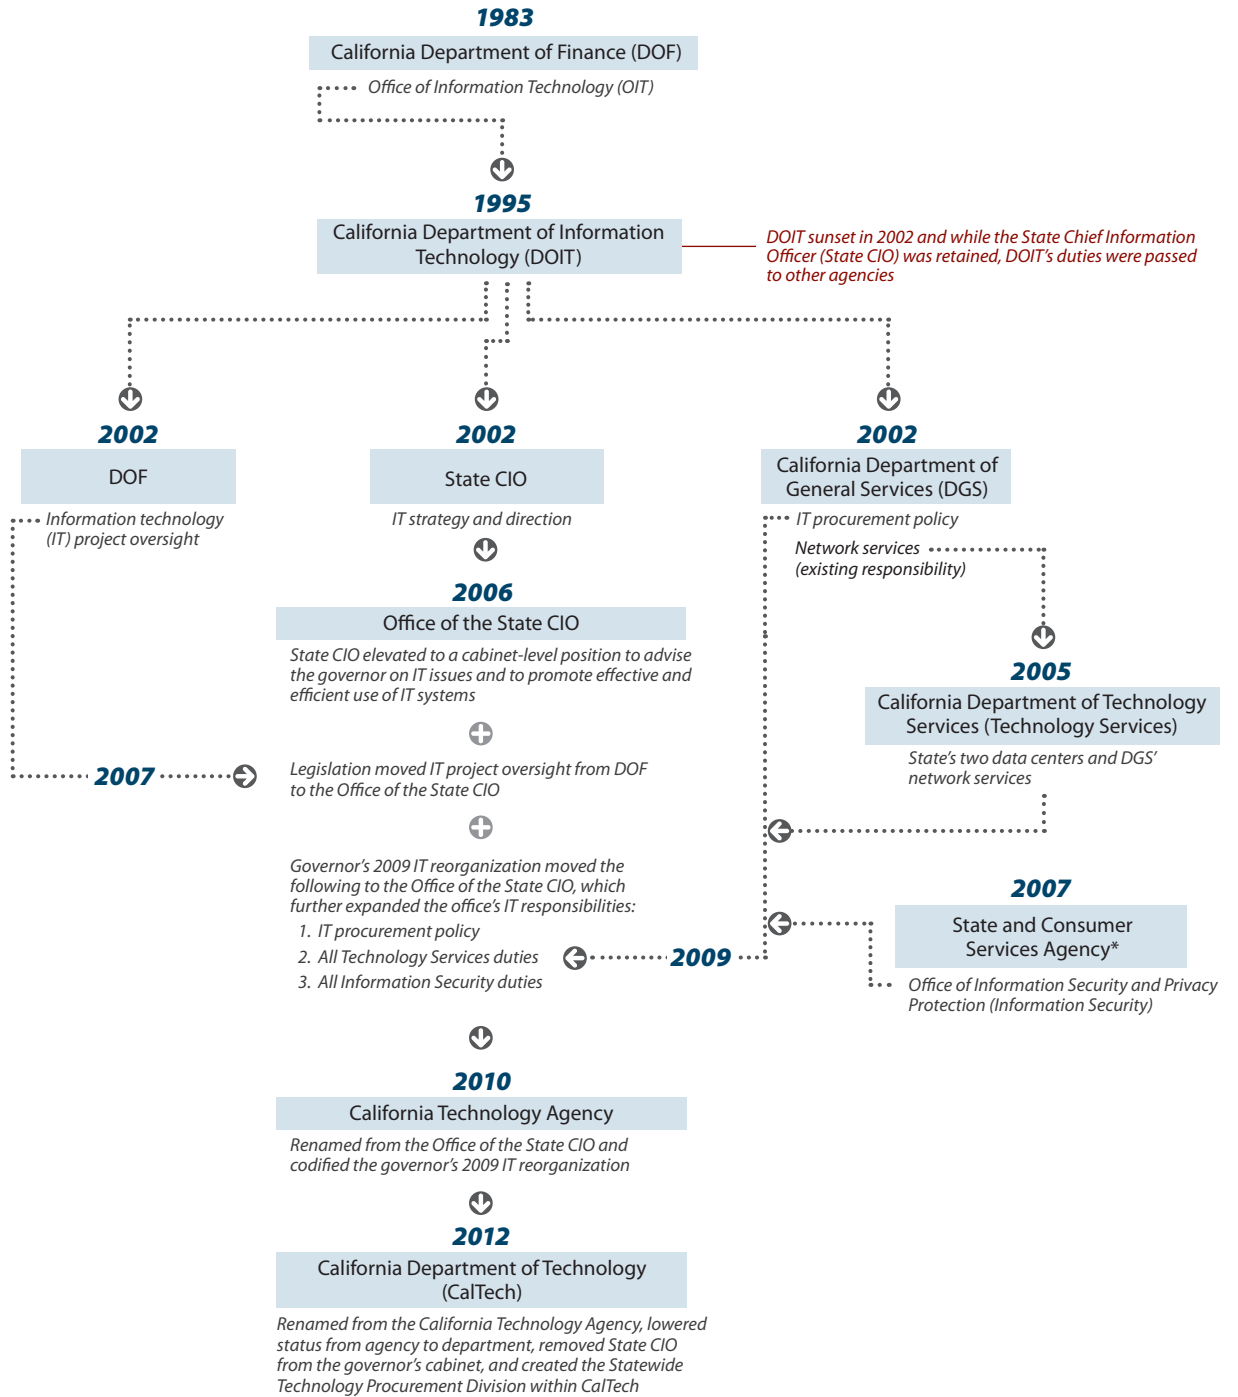 1983
California Department of Finance (DOF)
Office of Information Technology (OIT)
1995
California Department of Information
Technology (DOIT)
DOIT sunset in 2002 and while the State Chief Information
Officer (State CIO) was retained, DOIT's duties were passed
to other agencies
2002
DOF
Information technology
(IT) project oversight
2002
State CIO
IT strategy and direction
2002
California Department of
General Services (DGS)
IT procurement policy
Network services
(existing responsibility)
2006
Office of the State CIO
State CIO elevated to a cabinet-level position to advise
the governor on IT issues and to promote effective and
efficient use of IT systems
2005
California Department of Technology
Services (Technology Services)
State's two data centers and DGS'
network services
2007
Legislation moved IT project oversight from DOF
to the Office of the State CIO
Governor's 2009 IT reorganization moved the
following to the Office of the State CIO, which
further expanded the office's IT responsibilities:
1. IT procurement policy
2. All Technology Services duties
3. All Information Security duties
2009
2007
State and Consumer
Services Agency*
Office of Information Security and Privacy
Protection (Information Security)
2010
California Technology Agency
Renamed from the Office of the State CIO and
codified the governor's 2009 IT reorganization
2012
California Department of Technology
(CalTech)
Renamed from the California Technology Agency, lowered
status from agency to department, removed State CIO
from the governor's cabinet, and created the Statewide
Technology Procurement Division within CalTech